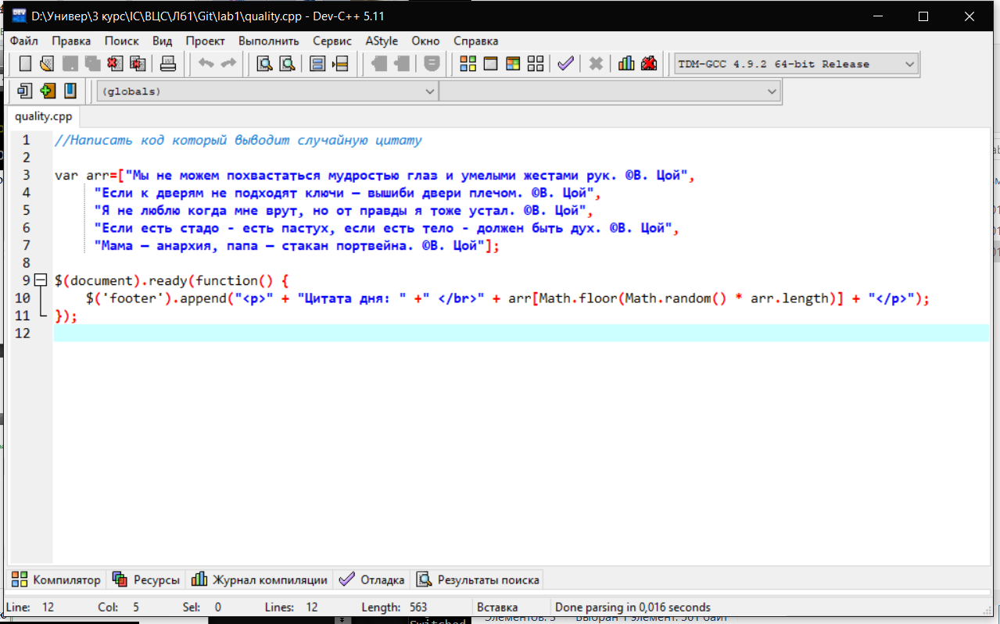 D:\Универ\3 курс\IC\ВЦС\Лб1\Git\lab1\quality.cpp - Dev-C++ 5.11
Файл Правка Поиск Вид Проект Выполнить Сервис AStyle Окно Справка
TDM-GCC 4.9.2 64-bit Release
(globals)
quality.cpp
1 //Написать код который выводит случайную цитату
2
3 var arr=["Мы не можем похвастаться мудростью глаз и умелыми жестами рук. ©В. Цой",
4 "Если к дверям не подходят ключи — вышиби двери плечом. ©В. Цой",
5 "Я не люблю когда мне врут, но от правды я тоже устал. ©В. Цой",
6 "Если есть стадо - есть пастух, если есть тело - должен быть дух. ©В. Цой",
7 "Мама — анархия, папа — стакан портвейна. ©В. Цой"];
8
9 $(document).ready(function() {
10 $('footer').append("<p>" + "Цитата дня: " +" </br>" + arr[Math.floor(Math.random() * arr.length)] + "</p>");
11 });
12
Компилятор Ресурсы Журнал компиляции Отладка Результаты поиска
Line: 12 Col: 5 Sel: 0 Lines: 12 Length: 563 Вставка Done parsing in 0,016 seconds